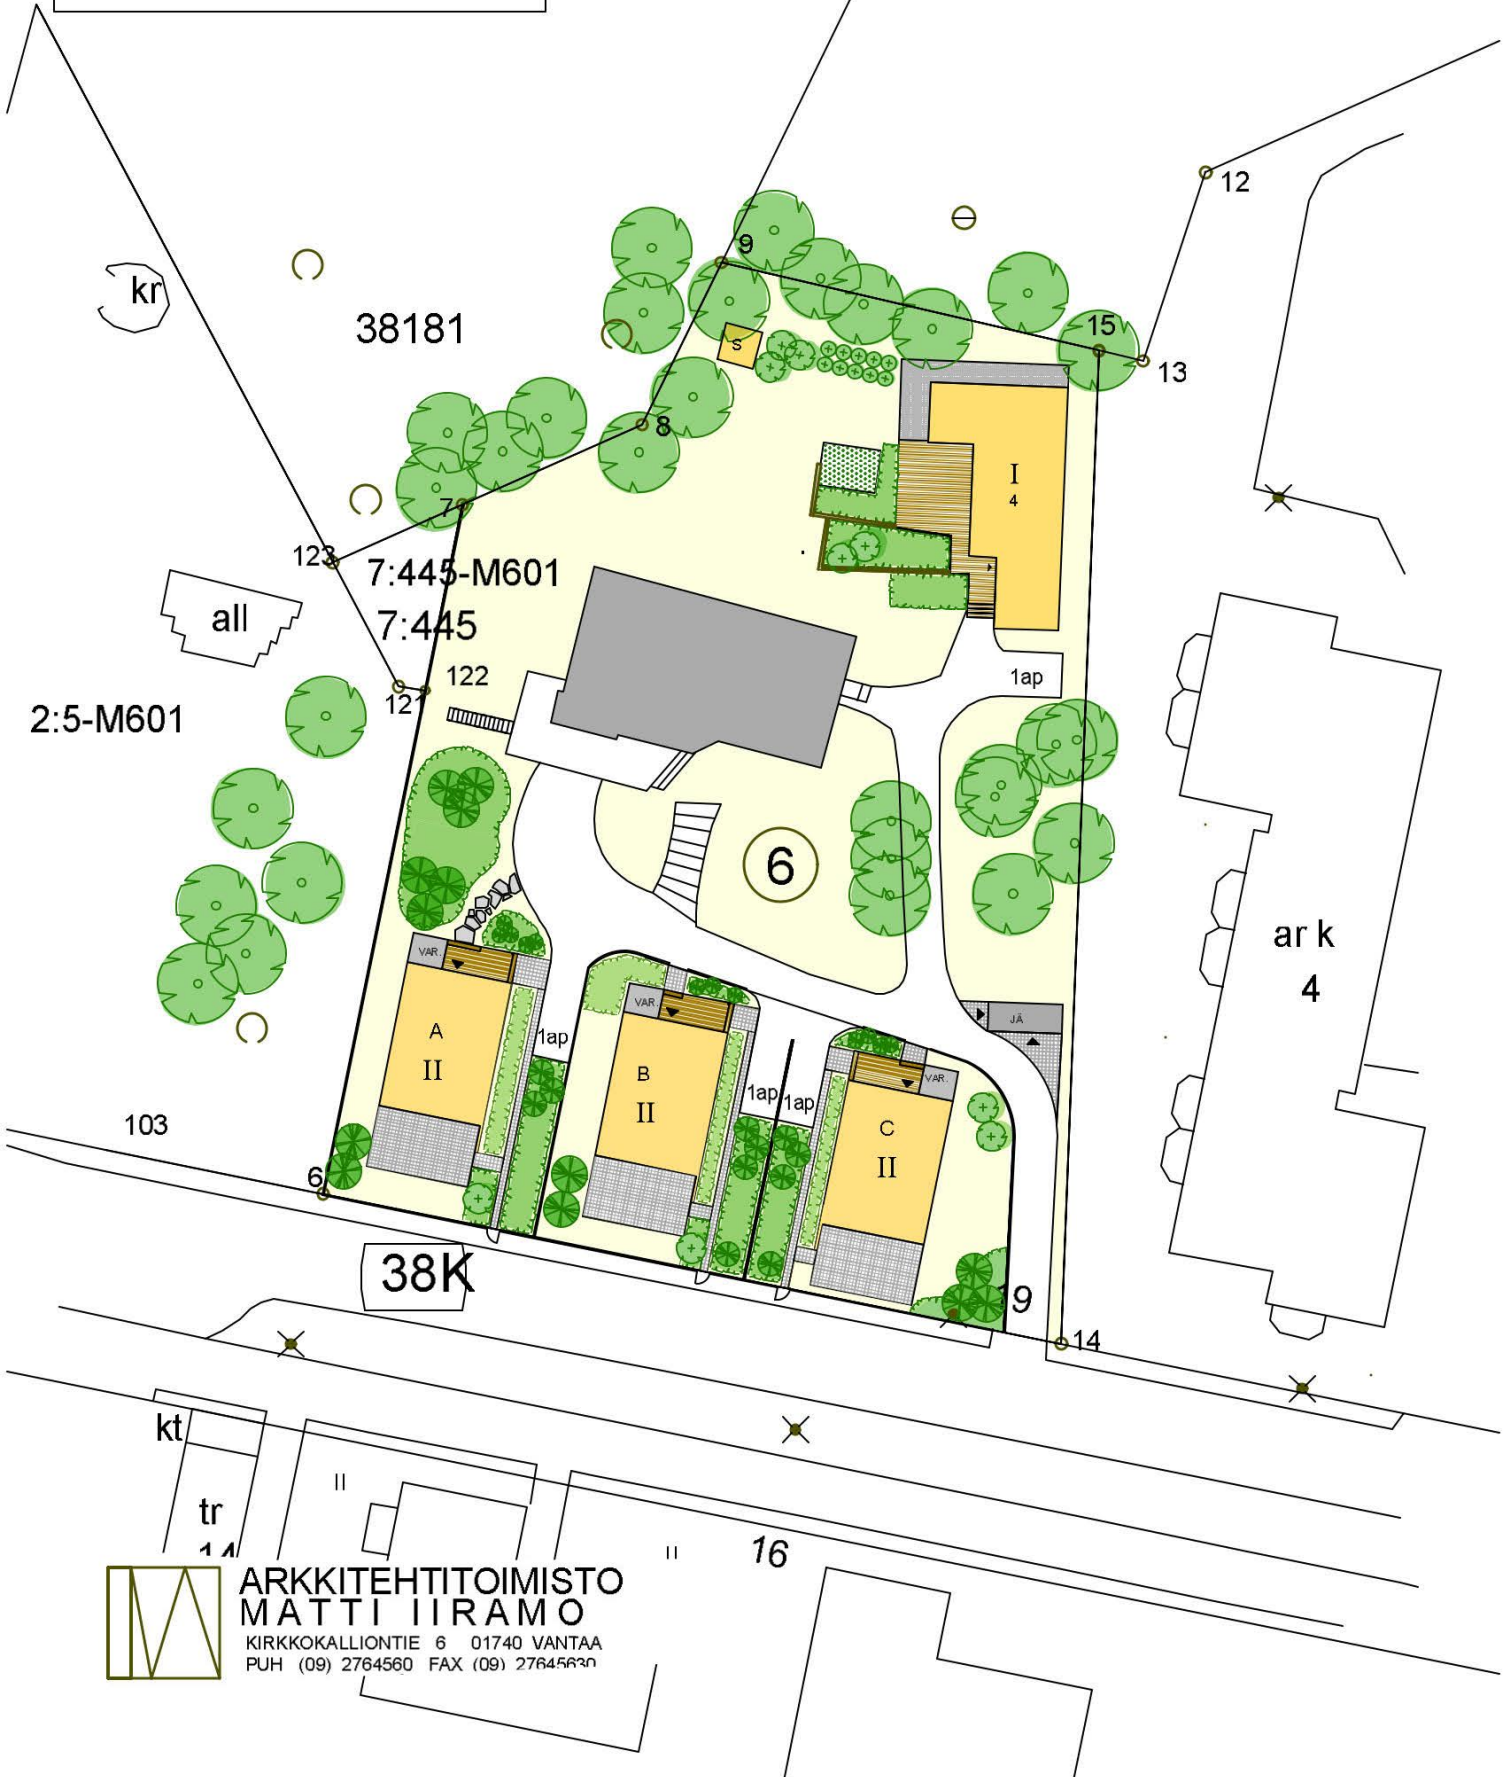 12
9
kr
38181
15
13
S
8
I
4
7
123
7:445-M601
all
7:445
122
1ap
121
2:5-M601
6
ar k
4
VAR.
VAR.
JÄ
A
II
1ap
B
II
1ap
1ap
VAR.
C
II
103
6
38K
19
14
kt
II
tr
14
II
16
ARKKITEHTITOIMISTO
MATTI IIRAMO
KIRKKOKALLIONTIE 6 01740 VANTAA
PUH (09) 2764560 FAX (09) 27645630